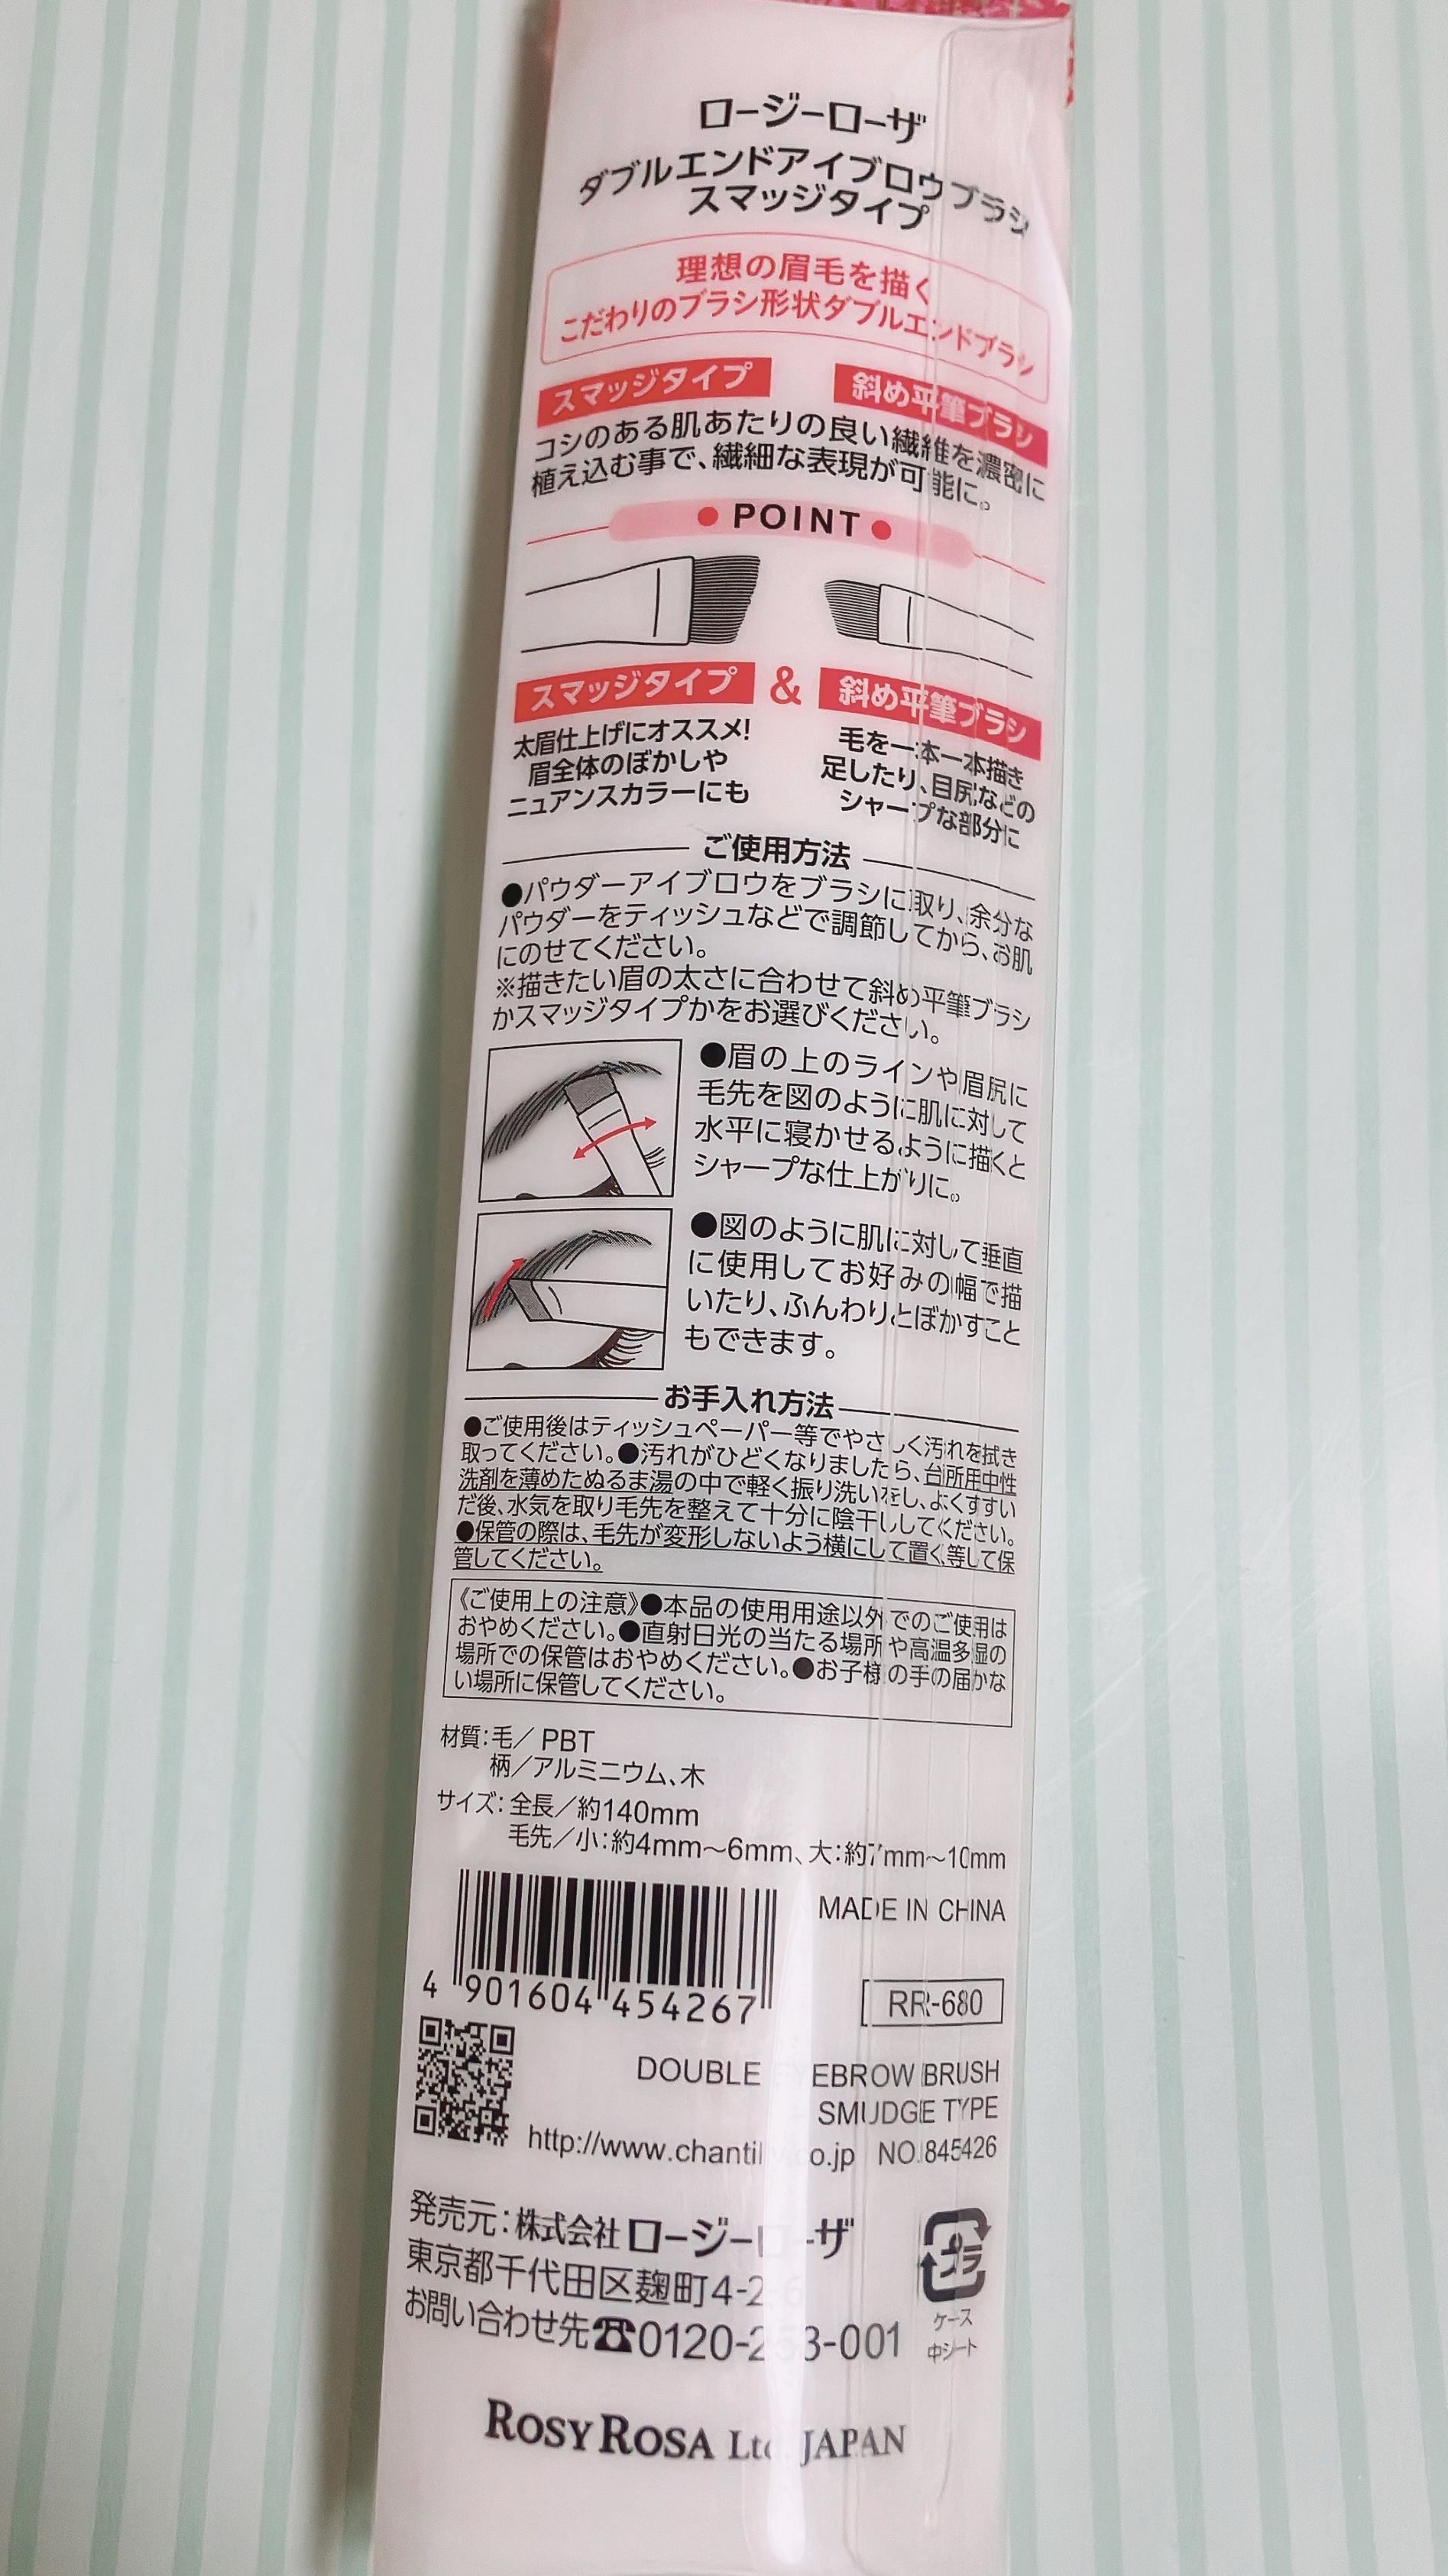 ロージーローザ
ダブルエンドアイブロウブラシ
スマッジタイプ
理想の眉毛を描く
こだわりのブラシ形状ダブルエンドブラシ
スマッジタイプ 斜め平筆ブラシ
コシのある肌あたりの良い繊維を濃密に
植え込む事で、繊細な表現が可能に。
●POINT●
スマッジタイプ & 斜め平筆ブラシ
太眉仕上げにオススメ!
眉全体のぼかしや
ニュアンスカラーにも
毛を一本一本描き
足したり、目尻などの
シャープな部分に
ご使用方法
●パウダーアイブロウをブラシに取り、余分な
パウダーをティッシュなどで調節してから、お肌
にのせてください。
※描きたい眉の太さに合わせて斜め平筆ブラシ
かスマッジタイプかをお選びください。
●眉の上のラインや眉尻に
毛先を図のように肌に対して
水平に寝かせるように描くと
シャープな仕上がりに。
●図のように肌に対して垂直
に使用してお好みの幅で描
いたり、ふんわりとぼかすこと
もできます。
お手入れ方法
●ご使用後はティッシュペーパー等でやさしく汚れを拭き
取ってください。●汚れがひどくなりましたら、台所用中性
洗剤を薄めたぬるま湯の中で軽く振り洗いをし、よくすすい
だ後、水気を取り毛先を整えて十分に陰干ししてください。
●保管の際は、毛先が変形しないよう横にして置く等して保
管してください。
《ご使用上の注意》●本品の使用用途以外でのご使用は
おやめください。●直射日光の当たる場所や高温多湿の
場所での保管はおやめください。●お子様の手の届かな
い場所に保管してください。
材質：毛／PBT
柄／アルミニウム、木
サイズ：全長／約140mm
毛先／小：約4mm～6mm、大：約7mm～10mm
MADE IN CHINA
4 901604 454267
RR-680
DOUBLE EYEBROW BRUSH
SMUDGE TYPE
http://www.chantilly.co.jp NO.845426
発売元：株式会社ロージーローザ
東京都千代田区麹町4-2-6
お問い合わせ先☎0120-253-001
プラ
ケース
中シート
ROSY ROSA Ltd. JAPAN